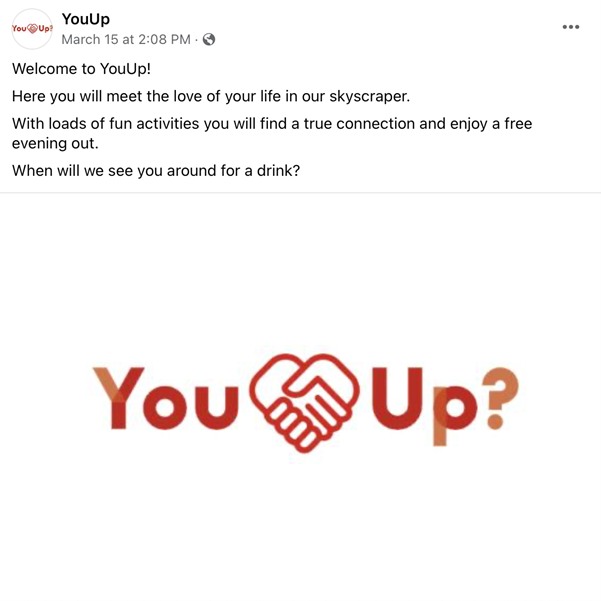 You Up?
YouUp
March 15 at 2:08 PM ·
Welcome to YouUp!
Here you will meet the love of your life in our skyscraper.
With loads of fun activities you will find a true connection and enjoy a free
evening out.
When will we see you around for a drink?
You Up?